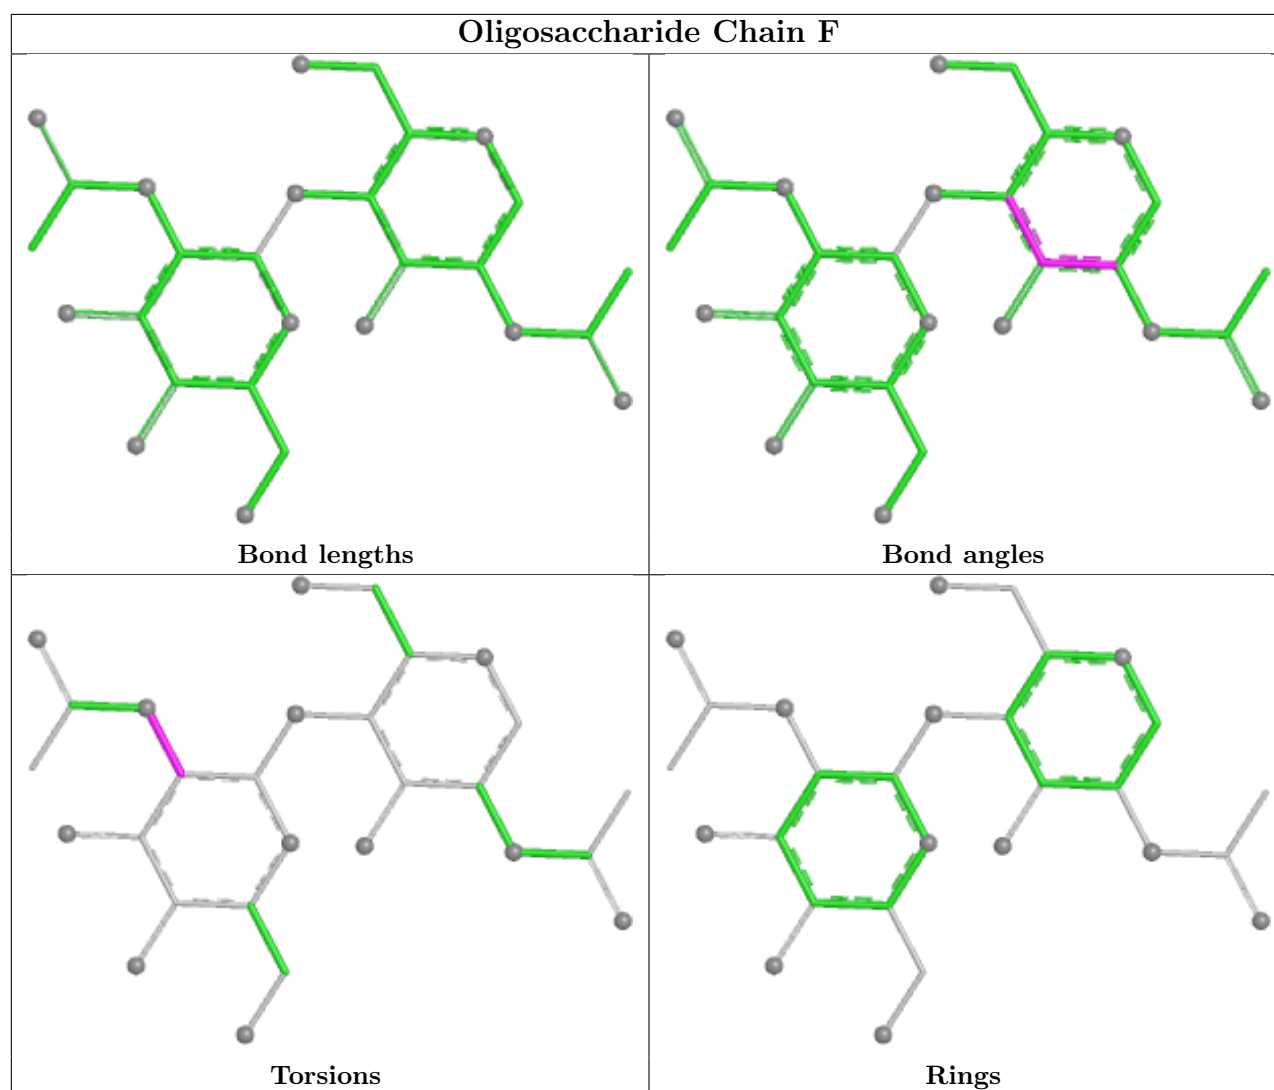 Oligosaccharide Chain F
Bond lengths
Bond angles
Torsions
Rings